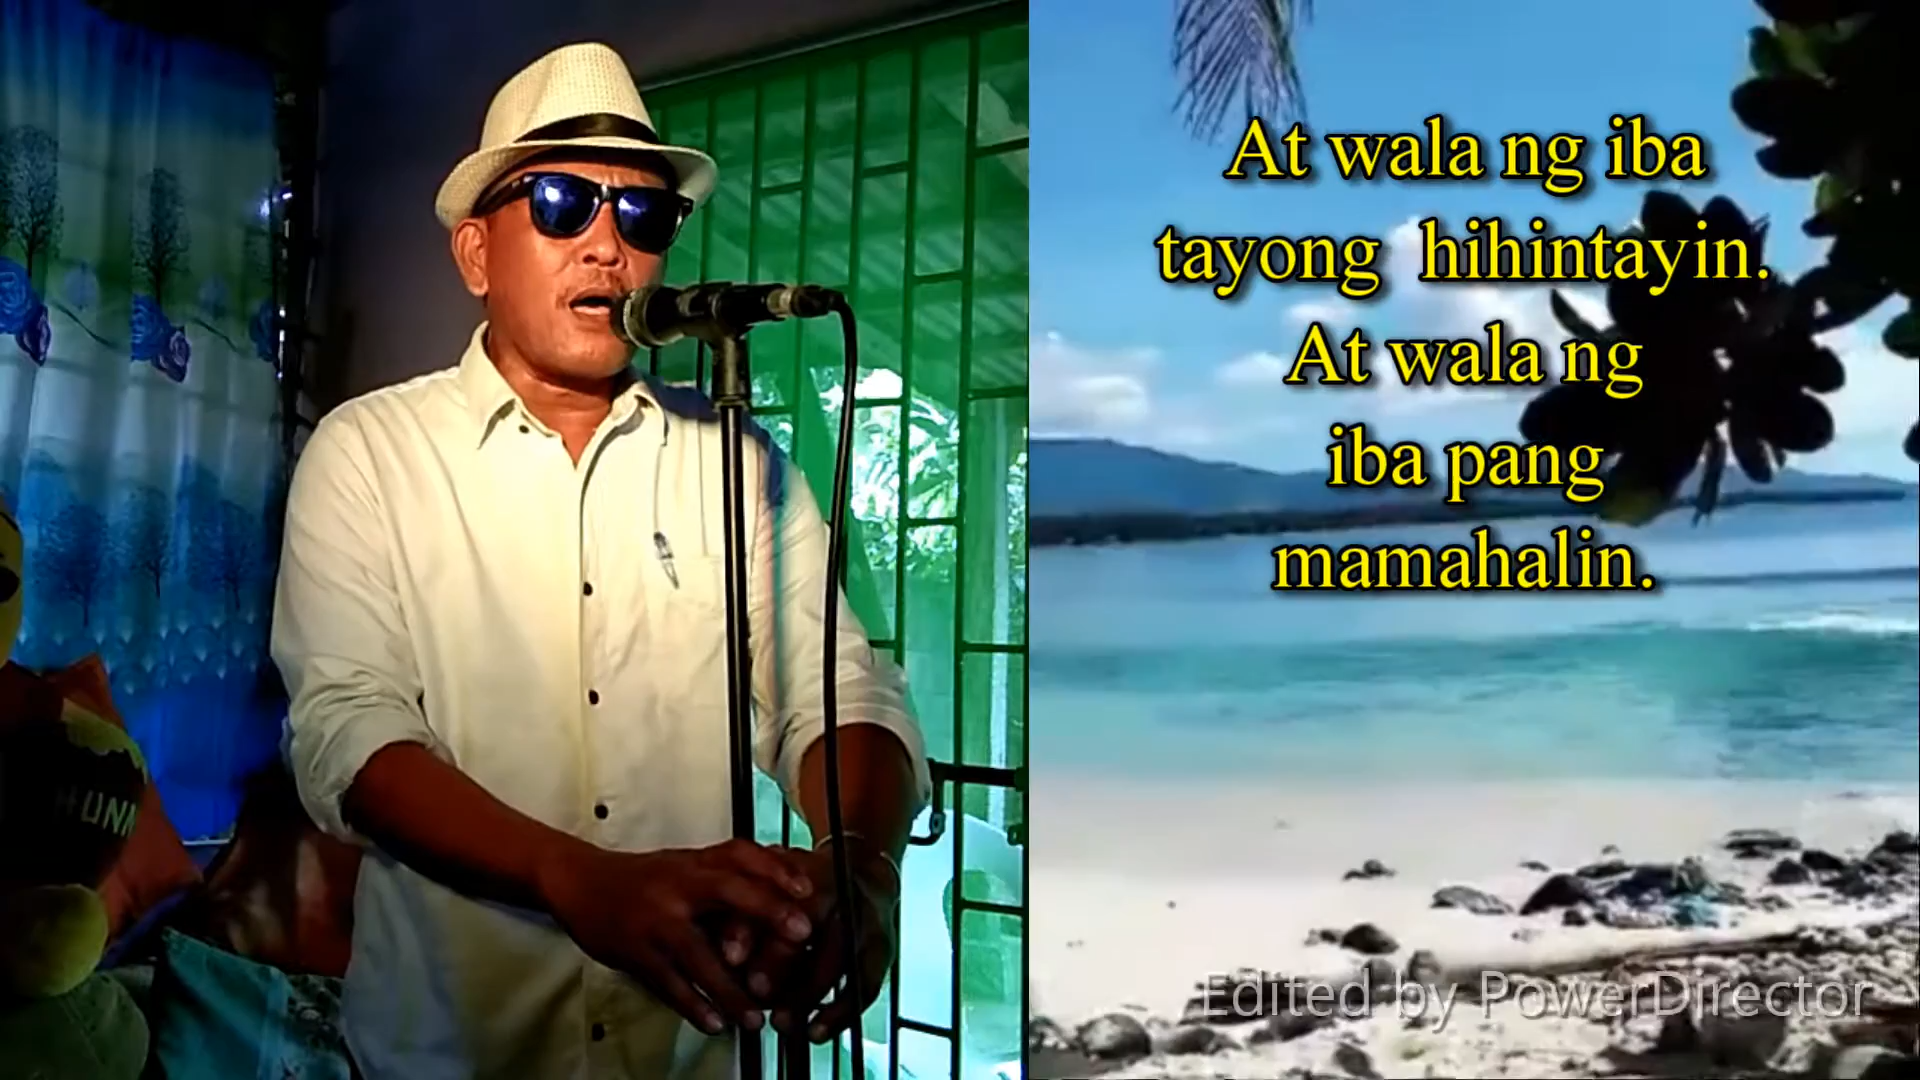 At wala ng iba
tayong hihintayin.
At wala ng
iba pang
mamahalin.
Edited by PowerDirector